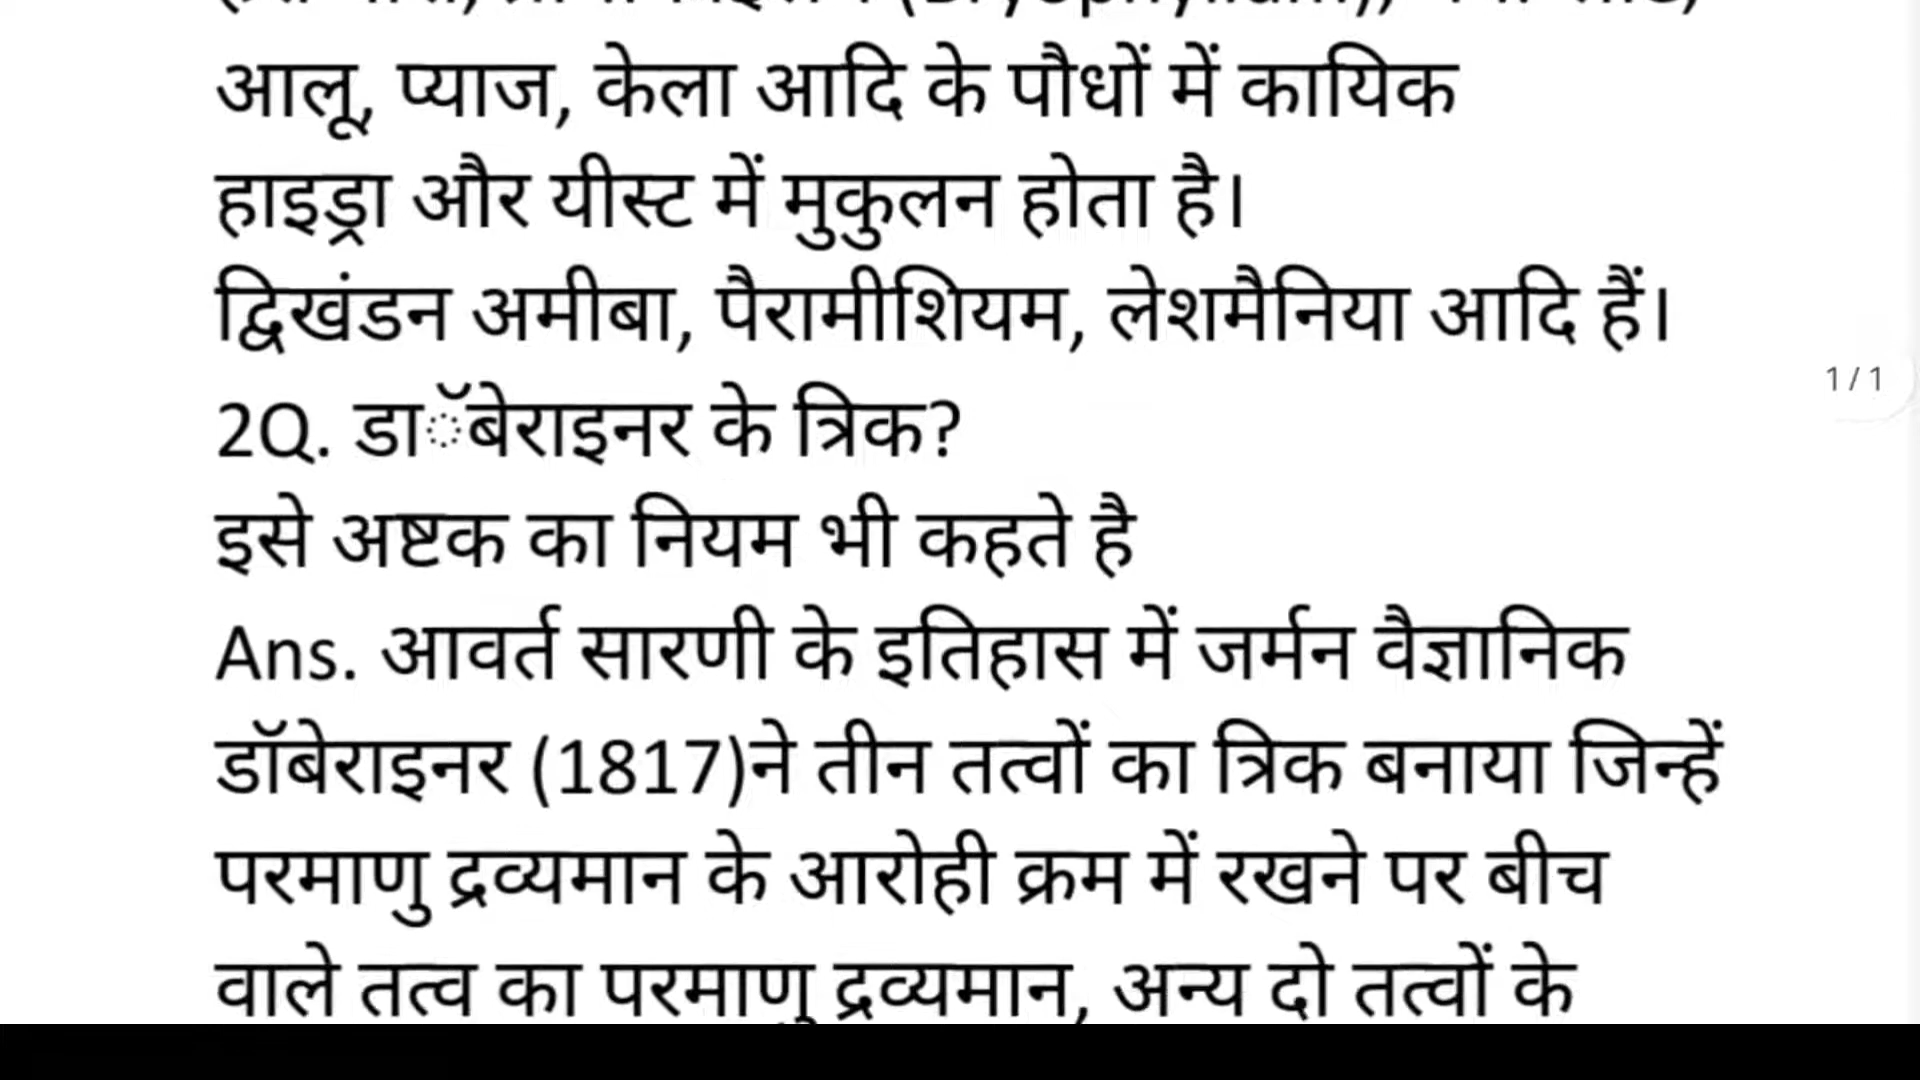 (Bryophyllum),
आलू, प्याज, केला आदि के पौधों में कायिक
हाइड्रा और यीस्ट में मुकुलन होता है।
द्विखंडन अमीबा, पैरामीशियम, लेशमैनिया आदि हैं।
1 / 1
2Q. डाॅबेराइनर के त्रिक?
इसे अष्टक का नियम भी कहते है
Ans. आवर्त सारणी के इतिहास में जर्मन वैज्ञानिक
डॉबेराइनर (1817)ने तीन तत्वों का त्रिक बनाया जिन्हें
परमाणु द्रव्यमान के आरोही क्रम में रखने पर बीच
वाले तत्व का परमाणु द्रव्यमान, अन्य दो तत्वों के